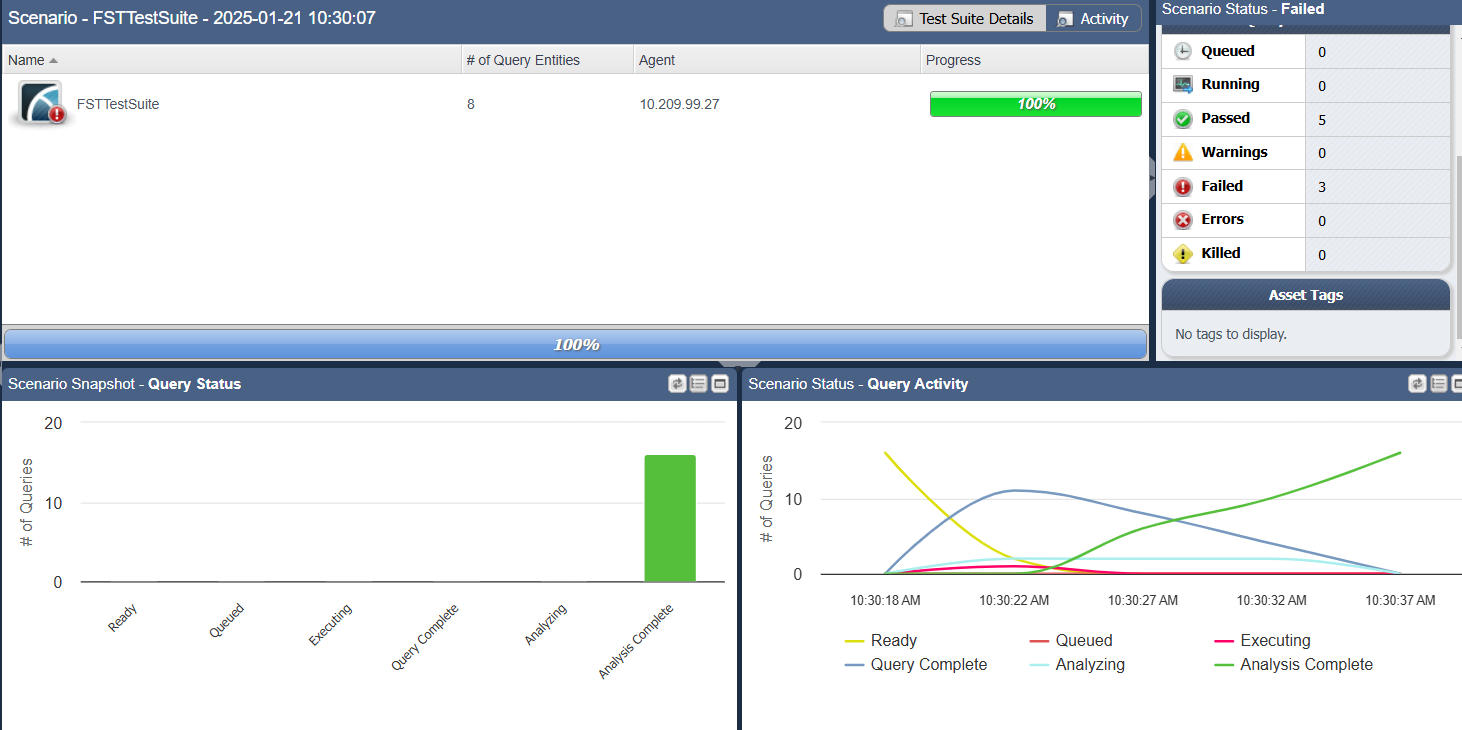 Scenario - FSTTestSuite - 2025-01-21 10:30:07
Test Suite Details
Activity
Name
# of Query Entities
Agent
Progress
FSTTestSuite
8
10.209.99.27
100%
100%
Scenario Status - Failed
Queued 0
Running 0
Passed 5
Warnings 0
Failed 3
Errors 0
Killed 0
Asset Tags
No tags to display.
Scenario Snapshot - Query Status
20
10
0
# of Queries
Ready
Queued
Executing
Query Complete
Analyzing
Analysis Complete
Scenario Status - Query Activity
20
10
0
# of Queries
10:30:18 AM
10:30:22 AM
10:30:27 AM
10:30:32 AM
10:30:37 AM
Ready
Queued
Executing
Query Complete
Analyzing
Analysis Complete